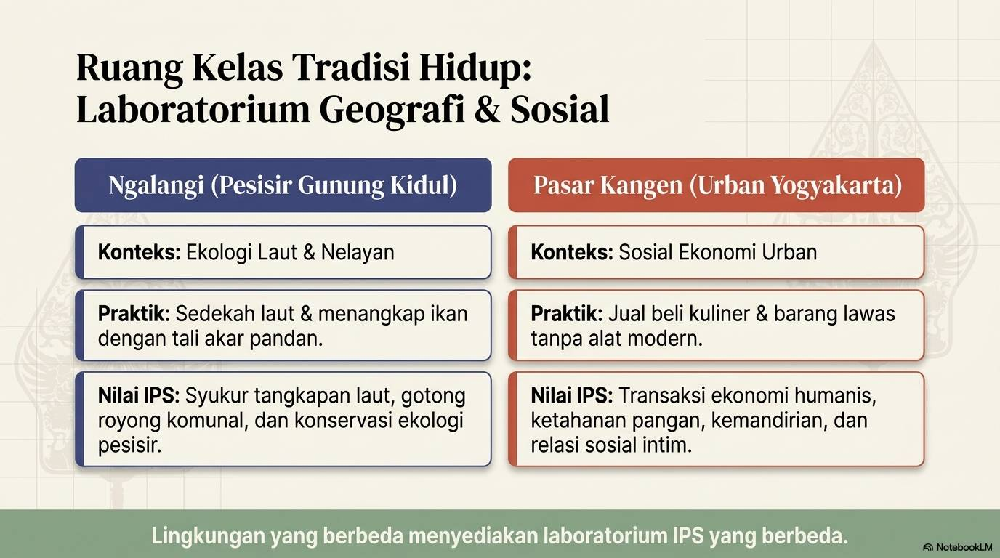 Ruang Kelas Tradisi Hidup:
Laboratorium Geografi & Sosial
Ngalangi (Pesisir Gunung Kidul)
Konteks: Ekologi Laut & Nelayan
Praktik: Sedekah laut & menangkap ikan
dengan tali akar pandan.
Nilai IPS: Syukur tangkapan laut, gotong
royong komunal, dan konservasi ekologi
pesisir.
Pasar Kangen (Urban Yogyakarta)
Konteks: Sosial Ekonomi Urban
Praktik: Jual beli kuliner & barang lawas
tanpa alat modern.
Nilai IPS: Transaksi ekonomi humanis,
ketahanan pangan, kemandirian, dan
relasi sosial intim.
Lingkungan yang berbeda menyediakan laboratorium IPS yang berbeda.
NotebookLM